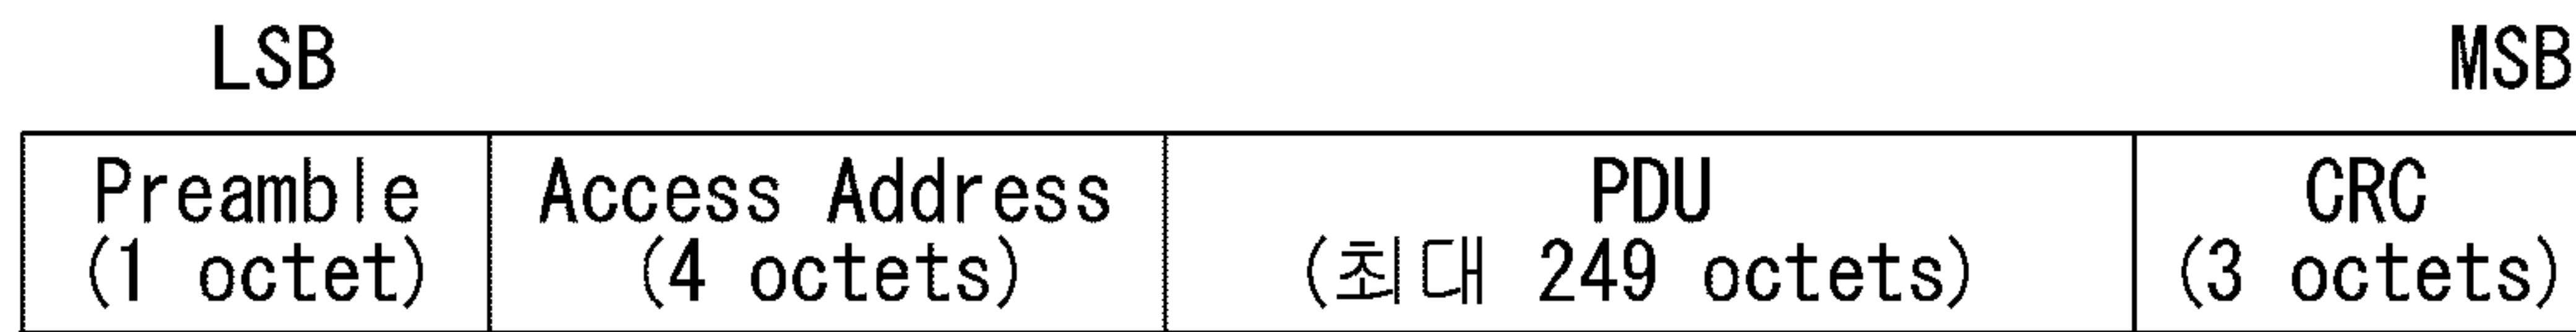 LSB MSB
Preamble Access Address PDU CRC
(1 octet) (4 octets) (최대 249 octets) (3 octets)